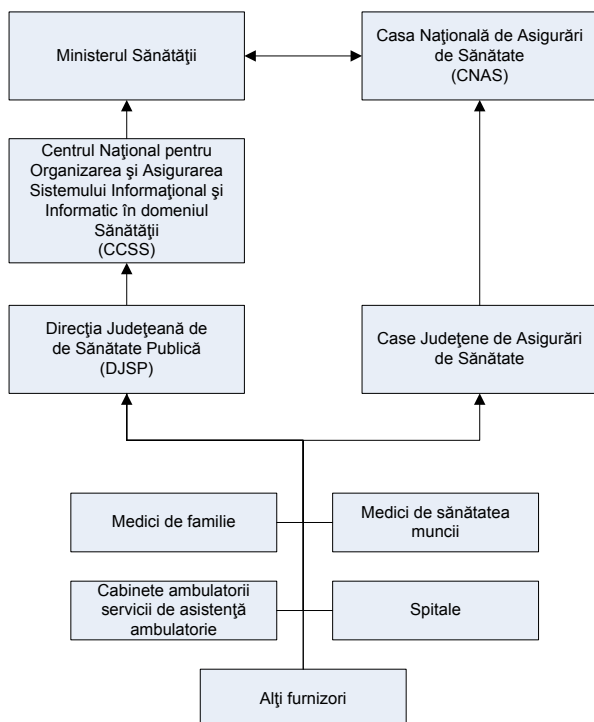 Ministerul Sănătăţii
Casa Naţională de Asigurări
de Sănătate
(CNAS)
Centrul Naţional pentru
Organizarea şi Asigurarea
Sistemului Informaţional şi
Informatic în domeniul
Sănătăţii
(CCSS)
Direcţia Judeţeană de
de Sănătate Publică
(DJSP)
Case Judeţene de Asigurări
de Sănătate
Medici de familie
Medici de sănătatea
muncii
Cabinete ambulatorii
servicii de asistenţă
ambulatorie
Spitale
Alţi furnizori